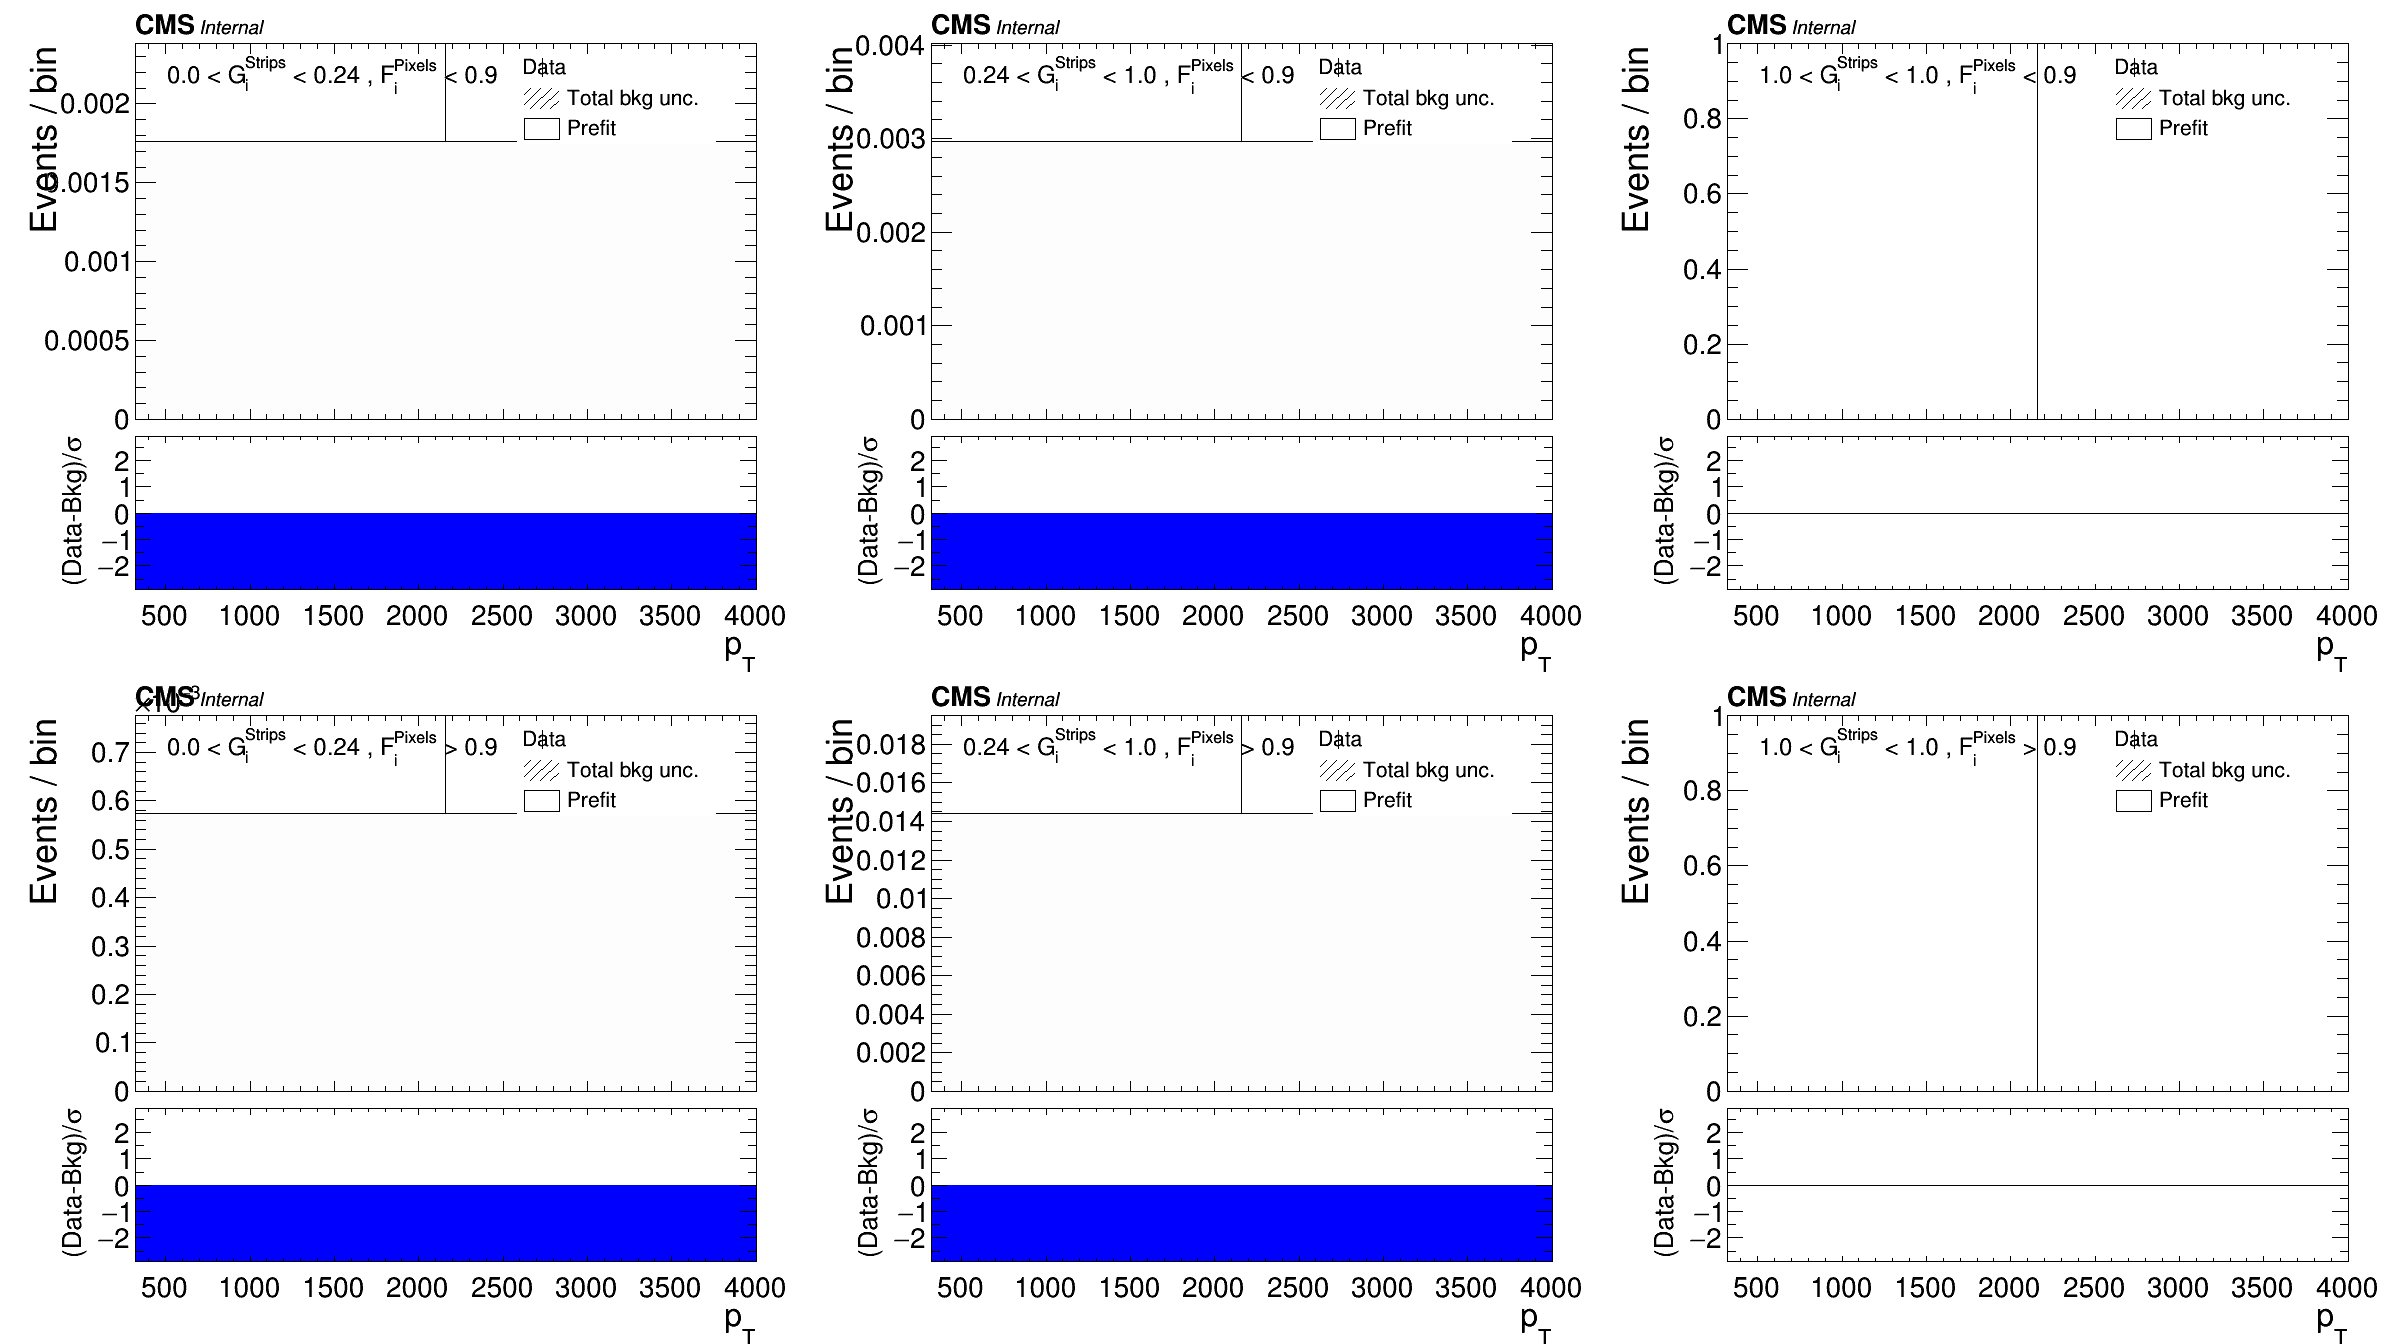 CMS Internal
Events / bin
0.0 < G_i^Strips < 0.24 , F_i^Pixels < 0.9
Data
Total bkg unc.
Prefit
0.002
0.0015
0.001
0.0005
0
(Data-Bkg)/σ
2
1
0
−1
−2
500 1000 1500 2000 2500 3000 3500 4000
p_T
CMS Internal
Events / bin
0.24 < G_i^Strips < 1.0 , F_i^Pixels < 0.9
Data
Total bkg unc.
Prefit
0.004
0.003
0.002
0.001
0
(Data-Bkg)/σ
2
1
0
−1
−2
500 1000 1500 2000 2500 3000 3500 4000
p_T
CMS Internal
Events / bin
1.0 < G_i^Strips < 1.0 , F_i^Pixels < 0.9
Data
Total bkg unc.
Prefit
1
0.8
0.6
0.4
0.2
0
(Data-Bkg)/σ
2
1
0
−1
−2
500 1000 1500 2000 2500 3000 3500 4000
p_T
CMS Internal
×10^−3
Events / bin
0.0 < G_i^Strips < 0.24 , F_i^Pixels > 0.9
Data
Total bkg unc.
Prefit
0.7
0.6
0.5
0.4
0.3
0.2
0.1
0
(Data-Bkg)/σ
2
1
0
−1
−2
500 1000 1500 2000 2500 3000 3500 4000
p_T
CMS Internal
Events / bin
0.24 < G_i^Strips < 1.0 , F_i^Pixels > 0.9
Data
Total bkg unc.
Prefit
0.018
0.016
0.014
0.012
0.01
0.008
0.006
0.004
0.002
0
(Data-Bkg)/σ
2
1
0
−1
−2
500 1000 1500 2000 2500 3000 3500 4000
p_T
CMS Internal
Events / bin
1.0 < G_i^Strips < 1.0 , F_i^Pixels > 0.9
Data
Total bkg unc.
Prefit
1
0.8
0.6
0.4
0.2
0
(Data-Bkg)/σ
2
1
0
−1
−2
500 1000 1500 2000 2500 3000 3500 4000
p_T